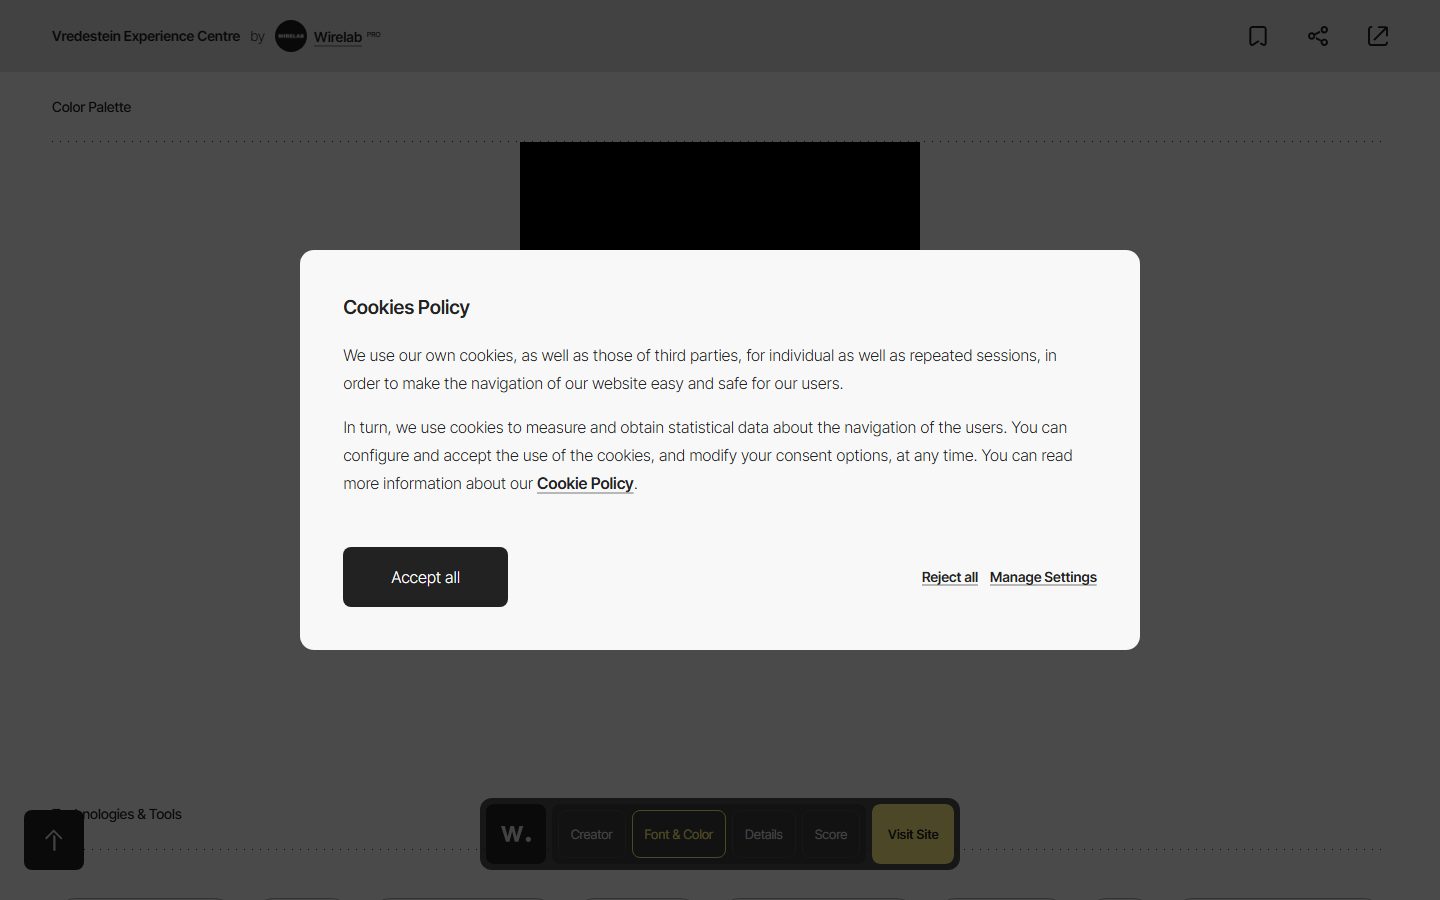 Vredestein Experience Centre by WIRELAB Wirelab PRO
Color Palette
Cookies Policy
We use our own cookies, as well as those of third parties, for individual as well as repeated sessions, in
order to make the navigation of our website easy and safe for our users.
In turn, we use cookies to measure and obtain statistical data about the navigation of the users. You can
configure and accept the use of the cookies, and modify your consent options, at any time. You can read
more information about our Cookie Policy.
Accept all
Reject all Manage Settings
& Tools
W. Creator Font & Color Details Score Visit Site